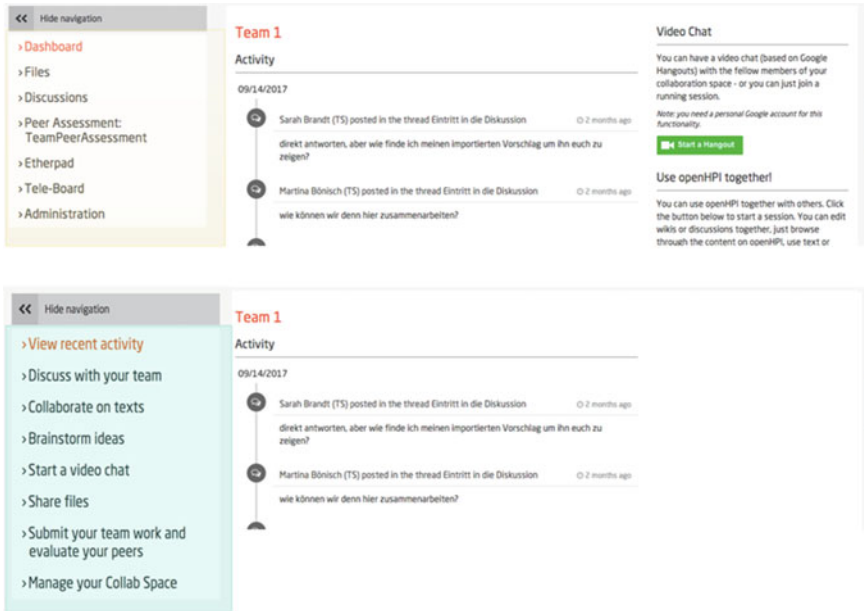 Hide navigation
Dashboard
Files
Discussions
Peer Assessment:
TeamPeerAssessment
Etherpad
Tele-Board
Administration
Team 1
Activity
09/14/2017
Sarah Brandt (TS) posted in the thread Eintritt in die Diskussion
2 months ago
direkt antworten, aber wie finde ich meinen importierten Vorschlag um ihn euch zu
zeigen?
Martina Bönisch (TS) posted in the thread Eintritt in die Diskussion
2 months ago
wie können wir denn hier zusammenarbeiten?
Video Chat
You can have a video chat (based on Google
Hangouts) with the fellow members of your
collaboration space - or you can just join a
running session.
Note: you need a personal Google account for this
functionality.
Start a Hangout
Use openHPI together!
You can use openHPI together with others. Click
the button below to start a session. You can edit
wikis or discussions together, just browse
through the content on openHPI, use text or
Hide navigation
View recent activity
Discuss with your team
Collaborate on texts
Brainstorm ideas
Start a video chat
Share files
Submit your team work and
evaluate your peers
Manage your Collab Space
Team 1
Activity
09/14/2017
Sarah Brandt (TS) posted in the thread Eintritt in die Diskussion
2 months ago
direkt antworten, aber wie finde ich meinen importierten Vorschlag um ihn euch zu
zeigen?
Martina Bönisch (TS) posted in the thread Eintritt in die Diskussion
2 months ago
wie können wir denn hier zusammenarbeiten?